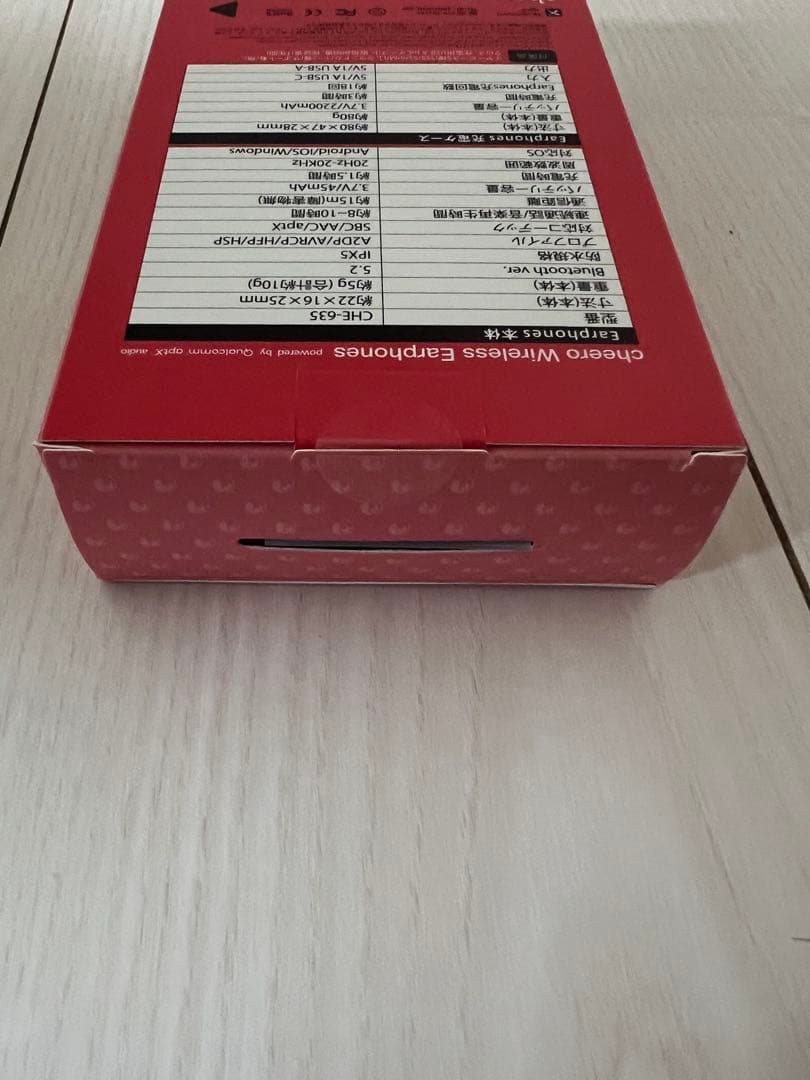 cheero Wireless Earphones powered by Qualcomm aptX audio
Earphones 本体
型番 CHE-635
寸法(本体) 約22×16×25mm
重量(本体) 約5g (合計約10g)
Bluetooth ver. 5.2
防水規格 IPX5
プロファイル A2DP/AVRCP/HFP/HSP
対応コーデック SBC/AAC/aptX
連続通話/音楽再生時間 約8-10時間
通信距離 約15m(障害物無)
バッテリー容量 3.7V/45mAh
充電時間 約1.5時間
周波数範囲 20Hz-20KHz
対応OS Android/iOS/Windows
Earphones 充電ケース
寸法(本体) 約80×47×28mm
重量(本体) 約80g
バッテリー容量 3.7V/2200mAh
充電時間 約3時間
Earphones充電回数 約18回
入力 5V/1A USB-C
出力 5V/1A USB-A
付属品